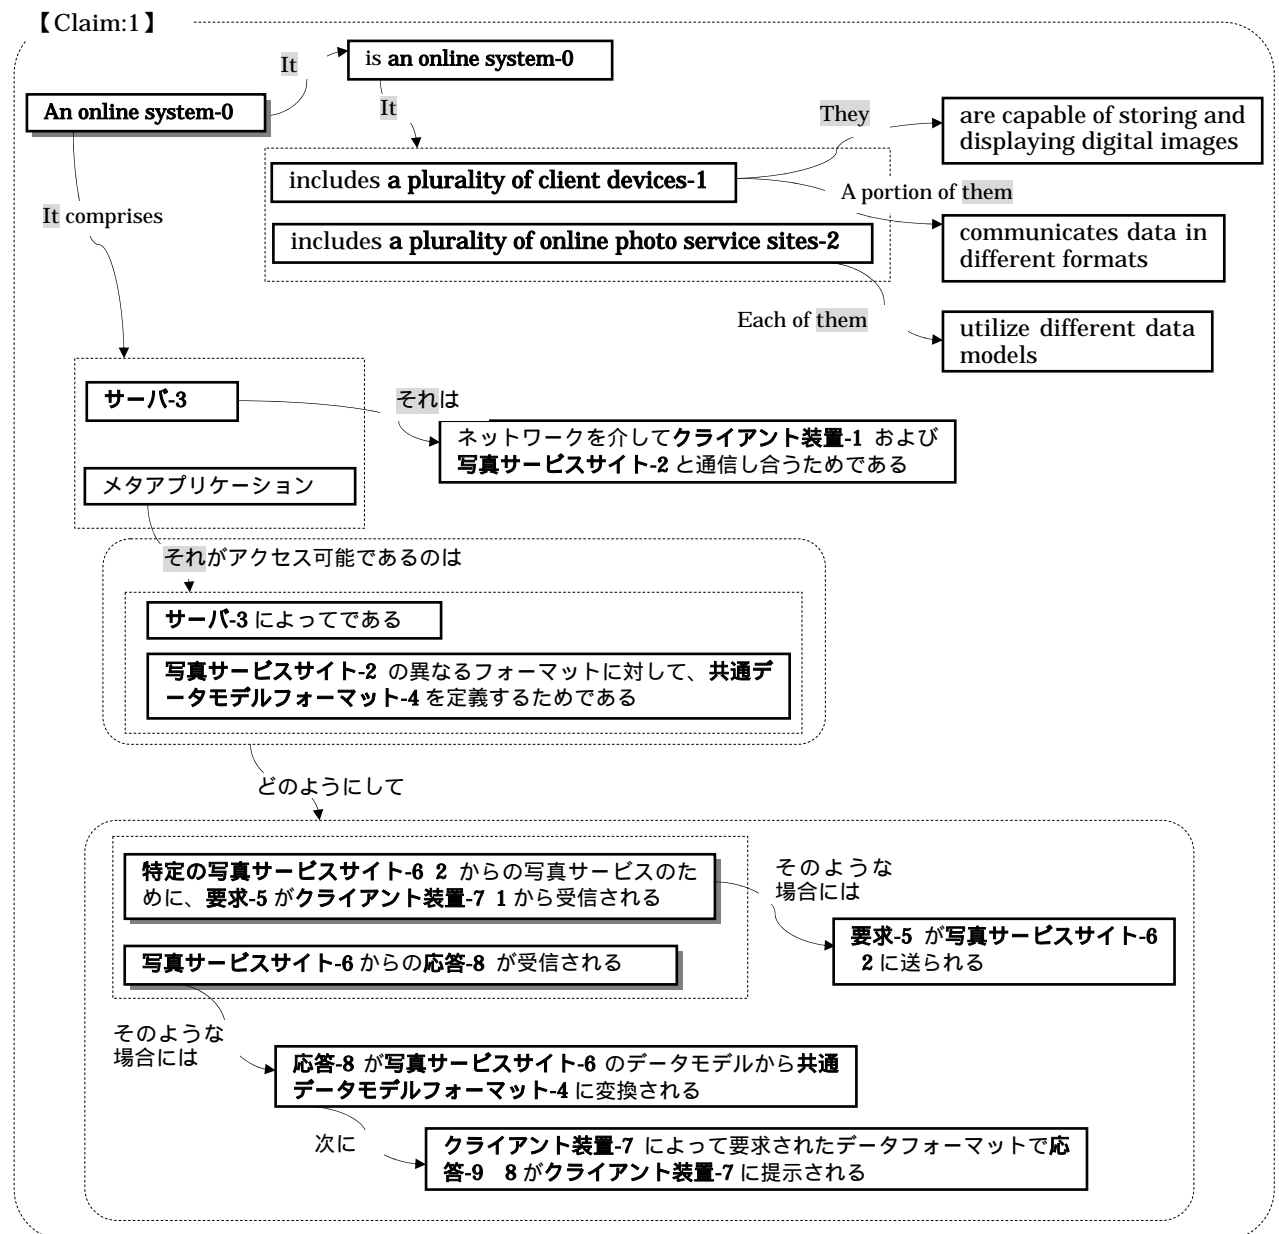 【Claim:1】
It
is an online system-0
An online system-0
It
They
are capable of storing and
displaying digital images
includes a plurality of client devices-1
A portion of them
It comprises
includes a plurality of online photo service sites-2
communicates data in
different formats
Each of them
utilize different data
models
サーバ-3
それは
ネットワークを介してクライアント装置-1 および
写真サービスサイト-2 と通信し合うためである
メタアプリケーション
それがアクセス可能であるのは
サーバ-3 によってである
写真サービスサイト-2 の異なるフォーマットに対して、共通デ
ータモデルフォーマット-4 を定義するためである
どのようにして
特定の写真サービスサイト-6 2 からの写真サービスのた
めに、要求-5 がクライアント装置-7 1 から受信される
そのような
場合には
要求-5 が写真サービスサイト-6
2 に送られる
写真サービスサイト-6 からの応答-8 が受信される
そのような
場合には
応答-8 が写真サービスサイト-6 のデータモデルから共通
データモデルフォーマット-4 に変換される
次に
クライアント装置-7 によって要求されたデータフォーマットで応
答-9 8 がクライアント装置-7 に提示される